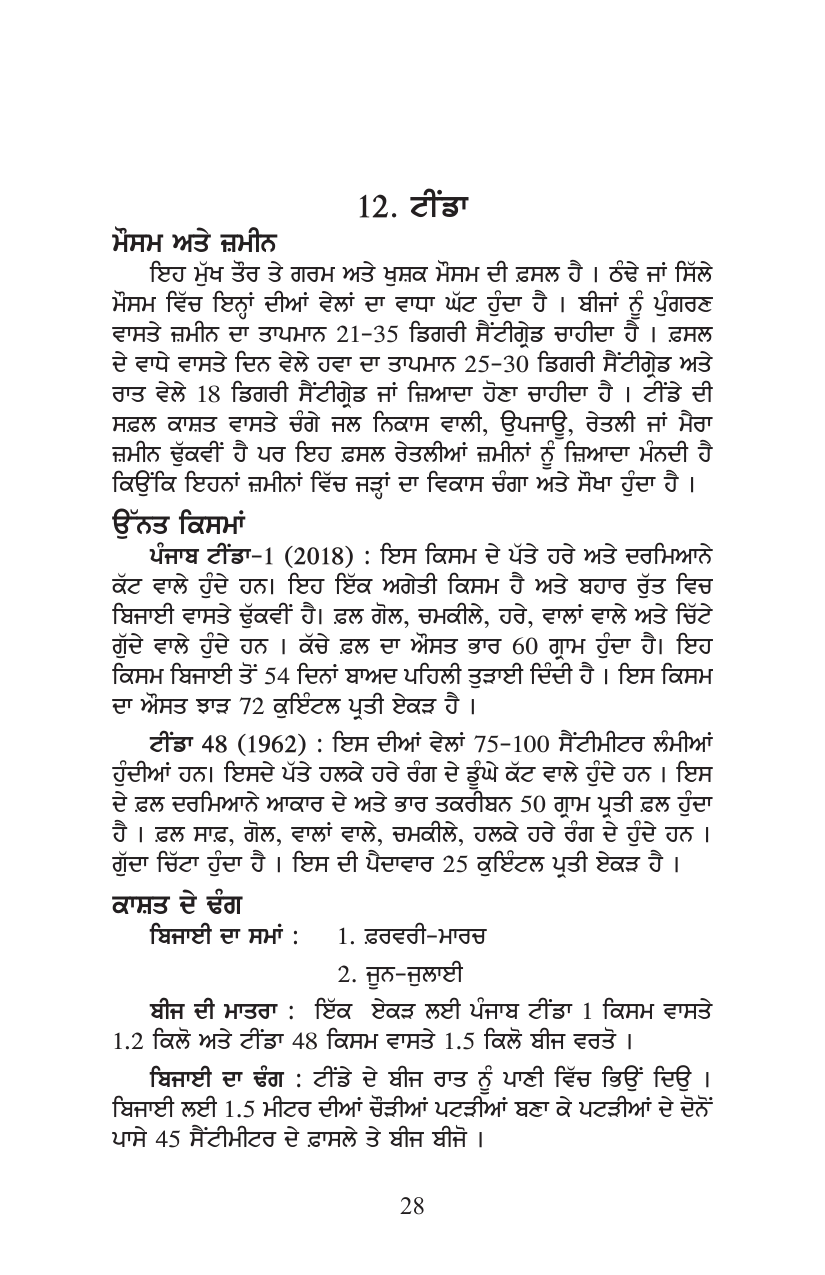 12. ਟੀਂਡਾ
ਮੌਸਮ ਅਤੇ ਜ਼ਮੀਨ
ਇਹ ਮੁੱਖ ਤੌਰ ਤੇ ਗਰਮ ਅਤੇ ਖੁਸ਼ਕ ਮੌਸਮ ਦੀ ਫ਼ਸਲ ਹੈ । ਠੰਢੇ ਜਾਂ ਸਿੱਲੇ
ਮੌਸਮ ਵਿੱਚ ਇਨ੍ਹਾਂ ਦੀਆਂ ਵੇਲਾਂ ਦਾ ਵਾਧਾ ਘੱਟ ਹੁੰਦਾ ਹੈ । ਬੀਜਾਂ ਨੂੰ ਪੁੰਗਰਣ
ਵਾਸਤੇ ਜ਼ਮੀਨ ਦਾ ਤਾਪਮਾਨ 21-35 ਡਿਗਰੀ ਸੈਂਟੀਗ੍ਰੇਡ ਚਾਹੀਦਾ ਹੈ । ਫ਼ਸਲ
ਦੇ ਵਾਧੇ ਵਾਸਤੇ ਦਿਨ ਵੇਲੇ ਹਵਾ ਦਾ ਤਾਪਮਾਨ 25-30 ਡਿਗਰੀ ਸੈਂਟੀਗ੍ਰੇਡ ਅਤੇ
ਰਾਤ ਵੇਲੇ 18 ਡਿਗਰੀ ਸੈਂਟੀਗ੍ਰੇਡ ਜਾਂ ਜ਼ਿਆਦਾ ਹੋਣਾ ਚਾਹੀਦਾ ਹੈ । ਟੀਂਡੇ ਦੀ
ਸਫ਼ਲ ਕਾਸ਼ਤ ਵਾਸਤੇ ਚੰਗੇ ਜਲ ਨਿਕਾਸ ਵਾਲੀ, ਉਪਜਾਊ, ਰੇਤਲੀ ਜਾਂ ਮੈਰਾ
ਜ਼ਮੀਨ ਢੁੱਕਵੀਂ ਹੈ ਪਰ ਇਹ ਫ਼ਸਲ ਰੇਤਲੀਆਂ ਜ਼ਮੀਨਾਂ ਨੂੰ ਜ਼ਿਆਦਾ ਮੰਨਦੀ ਹੈ
ਕਿਉਂਕਿ ਇਹਨਾਂ ਜ਼ਮੀਨਾਂ ਵਿੱਚ ਜੜ੍ਹਾਂ ਦਾ ਵਿਕਾਸ ਚੰਗਾ ਅਤੇ ਸੌਖਾ ਹੁੰਦਾ ਹੈ ।
ਉੱਨਤ ਕਿਸਮਾਂ
ਪੰਜਾਬ ਟੀਂਡਾ-1 (2018) : ਇਸ ਕਿਸਮ ਦੇ ਪੱਤੇ ਹਰੇ ਅਤੇ ਦਰਮਿਆਨੇ
ਕੱਟ ਵਾਲੇ ਹੁੰਦੇ ਹਨ। ਇਹ ਇੱਕ ਅਗੇਤੀ ਕਿਸਮ ਹੈ ਅਤੇ ਬਹਾਰ ਰੁੱਤ ਵਿਚ
ਬਿਜਾਈ ਵਾਸਤੇ ਢੁੱਕਵੀਂ ਹੈ। ਫ਼ਲ ਗੋਲ, ਚਮਕੀਲੇ, ਹਰੇ, ਵਾਲਾਂ ਵਾਲੇ ਅਤੇ ਚਿੱਟੇ
ਗੁੱਦੇ ਵਾਲੇ ਹੁੰਦੇ ਹਨ । ਕੱਚੇ ਫ਼ਲ ਦਾ ਔਸਤ ਭਾਰ 60 ਗ੍ਰਾਮ ਹੁੰਦਾ ਹੈ। ਇਹ
ਕਿਸਮ ਬਿਜਾਈ ਤੋਂ 54 ਦਿਨਾਂ ਬਾਅਦ ਪਹਿਲੀ ਤੁੜਾਈ ਦਿੰਦੀ ਹੈ । ਇਸ ਕਿਸਮ
ਦਾ ਔਸਤ ਝਾੜ 72 ਕੁਇੰਟਲ ਪ੍ਰਤੀ ਏਕੜ ਹੈ ।
ਟੀਂਡਾ 48 (1962) : ਇਸ ਦੀਆਂ ਵੇਲਾਂ 75-100 ਸੈਂਟੀਮੀਟਰ ਲੰਮੀਆਂ
ਹੁੰਦੀਆਂ ਹਨ। ਇਸਦੇ ਪੱਤੇ ਹਲਕੇ ਹਰੇ ਰੰਗ ਦੇ ਡੂੰਘੇ ਕੱਟ ਵਾਲੇ ਹੁੰਦੇ ਹਨ । ਇਸ
ਦੇ ਫ਼ਲ ਦਰਮਿਆਨੇ ਆਕਾਰ ਦੇ ਅਤੇ ਭਾਰ ਤਕਰੀਬਨ 50 ਗ੍ਰਾਮ ਪ੍ਰਤੀ ਫ਼ਲ ਹੁੰਦਾ
ਹੈ । ਫ਼ਲ ਸਾਫ਼, ਗੋਲ, ਵਾਲਾਂ ਵਾਲੇ, ਚਮਕੀਲੇ, ਹਲਕੇ ਹਰੇ ਰੰਗ ਦੇ ਹੁੰਦੇ ਹਨ ।
ਗੁੱਦਾ ਚਿੱਟਾ ਹੁੰਦਾ ਹੈ । ਇਸ ਦੀ ਪੈਦਾਵਾਰ 25 ਕੁਇੰਟਲ ਪ੍ਰਤੀ ਏਕੜ ਹੈ ।
ਕਾਸ਼ਤ ਦੇ ਢੰਗ
ਬਿਜਾਈ ਦਾ ਸਮਾਂ : 1. ਫ਼ਰਵਰੀ-ਮਾਰਚ
2. ਜੂਨ-ਜੁਲਾਈ
ਬੀਜ ਦੀ ਮਾਤਰਾ : ਇੱਕ ਏਕੜ ਲਈ ਪੰਜਾਬ ਟੀਂਡਾ 1 ਕਿਸਮ ਵਾਸਤੇ
1.2 ਕਿਲੋ ਅਤੇ ਟੀਂਡਾ 48 ਕਿਸਮ ਵਾਸਤੇ 1.5 ਕਿਲੋ ਬੀਜ ਵਰਤੋ ।
ਬਿਜਾਈ ਦਾ ਢੰਗ : ਟੀਂਡੇ ਦੇ ਬੀਜ ਰਾਤ ਨੂੰ ਪਾਣੀ ਵਿੱਚ ਭਿਉਂ ਦਿਉ ।
ਬਿਜਾਈ ਲਈ 1.5 ਮੀਟਰ ਦੀਆਂ ਚੌੜੀਆਂ ਪਟੜੀਆਂ ਬਣਾ ਕੇ ਪਟੜੀਆਂ ਦੇ ਦੋਨੋਂ
ਪਾਸੇ 45 ਸੈਂਟੀਮੀਟਰ ਦੇ ਫ਼ਾਸਲੇ ਤੇ ਬੀਜ ਬੀਜੋ ।
28